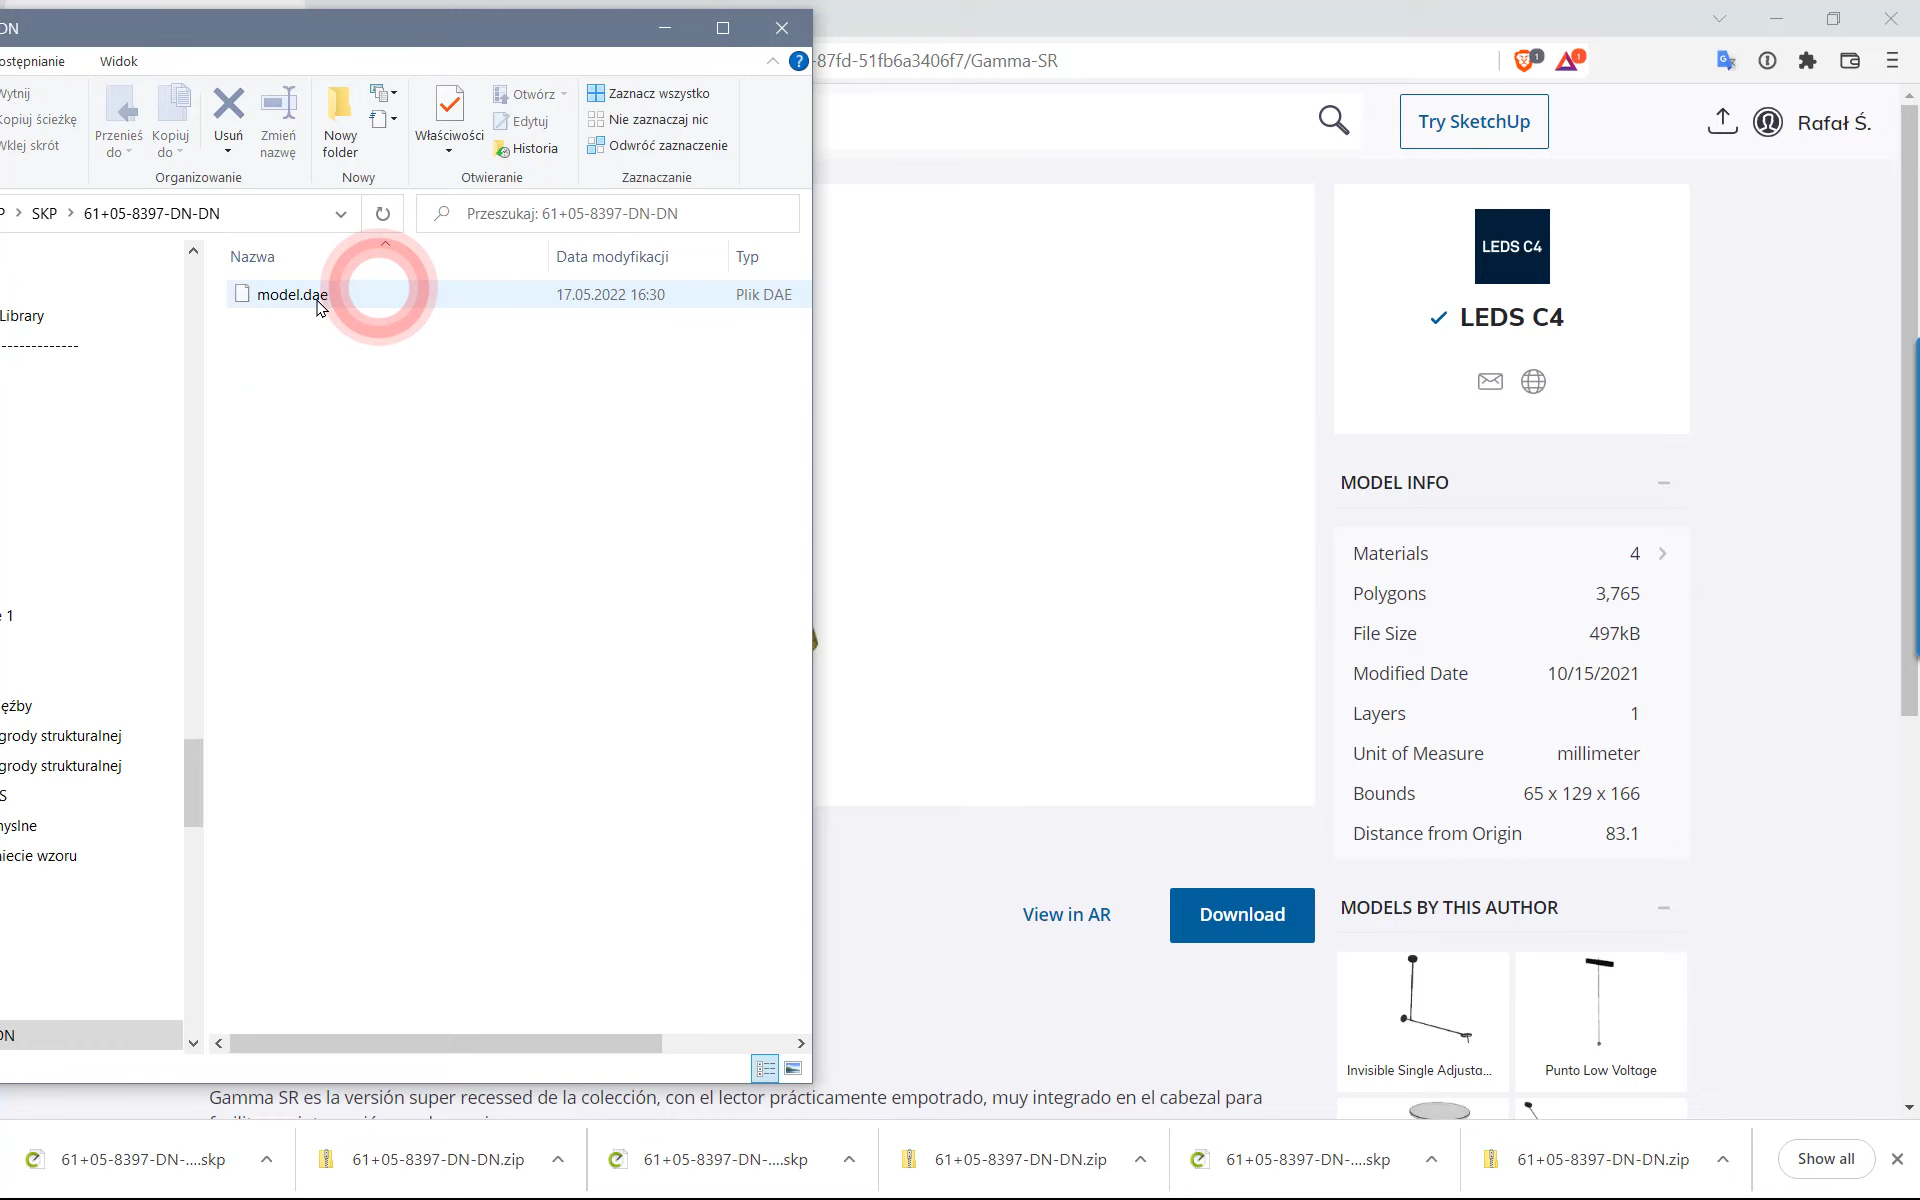 DN
ostępnianie Widok
Wytnij
Kopiuj ścieżkę
Wklej skrót
Przenieś do
Kopiuj do
Usuń
Zmień nazwę
Organizowanie
Nowy folder
Nowy
Właściwości
Otwórz
Edytuj
Historia
Otwieranie
Zaznacz wszystko
Nie zaznaczaj nic
Odwróć zaznaczenie
Zaznaczanie
P > SKP > 61+05-8397-DN-DN
Przeszukaj: 61+05-8397-DN-DN
Nazwa Data modyfikacji Typ
model.dae 17.05.2022 16:30 Plik DAE
Library
--------------
e 1
ęźby
grody strukturalnej
grody strukturalnej
S
myslne
iecie wzoru
DN
-87fd-51fb6a3406f7/Gamma-SR
1
1
Try SketchUp
Rafał Ś.
LEDS C4
LEDS C4
MODEL INFO
Materials 4
Polygons 3,765
File Size 497kB
Modified Date 10/15/2021
Layers 1
Unit of Measure millimeter
Bounds 65 x 129 x 166
Distance from Origin 83.1
View in AR
Download
MODELS BY THIS AUTHOR
Invisible Single Adjusta...
Punto Low Voltage
Gamma SR es la versión super recessed de la colección, con el lector prácticamente empotrado, muy integrado en el cabezal para
61+05-8397-DN-....skp
61+05-8397-DN-DN.zip
61+05-8397-DN-....skp
61+05-8397-DN-DN.zip
61+05-8397-DN-....skp
61+05-8397-DN-DN.zip
Show all